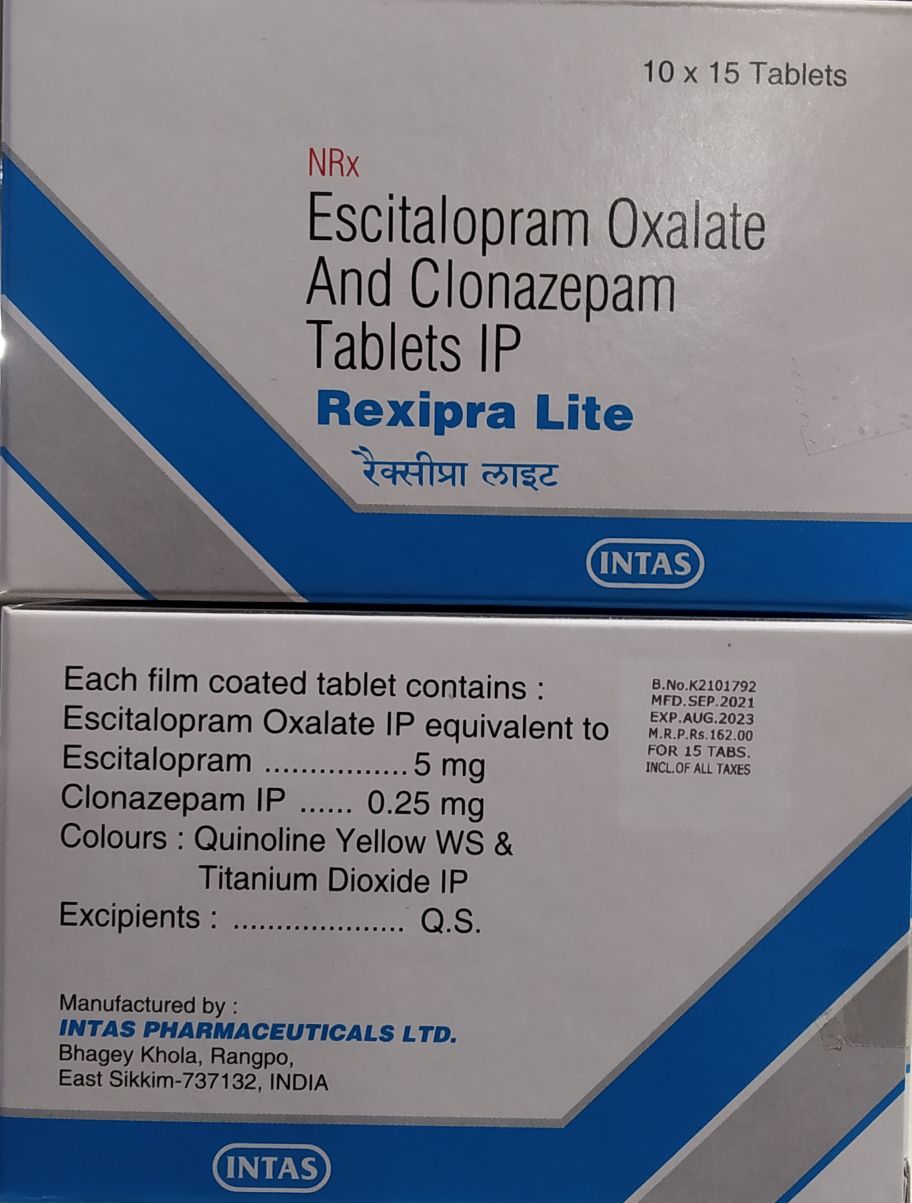 10 x 15 Tablets
NRx
Escitalopram Oxalate
And Clonazepam
Tablets IP
Rexipra Lite
रैक्सीप्रा लाइट
INTAS
Each film coated tablet contains :
Escitalopram Oxalate IP equivalent to
Escitalopram ................. 5 mg
Clonazepam IP ...... 0.25 mg
Colours : Quinoline Yellow WS &
Titanium Dioxide IP
Excipients : ..................... Q.S.
B.No.K2101792
MFD.SEP.2021
EXP.AUG.2023
M.R.P.Rs.162.00
FOR 15 TABS.
INCL.OF ALL TAXES
Manufactured by :
INTAS PHARMACEUTICALS LTD.
Bhagey Khola, Rangpo,
East Sikkim-737132, INDIA
INTAS